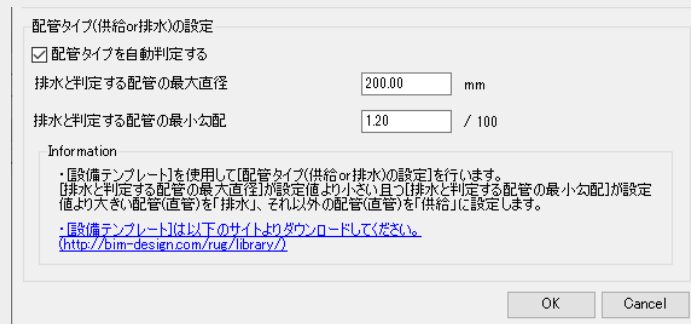 配管タイプ(供給or排水)の設定
配管タイプを自動判定する
排水と判定する配管の最大直径 200.00 mm
排水と判定する配管の最小勾配 1.20 / 100
Information
・[設備テンプレート]を使用して[配管タイプ(供給or排水)の設定]を行います。
[排水と判定する配管の最大直径]が設定値より小さい且つ[排水と判定する配管の最小勾配]が設定
値より大きい配管(直管)を「排水」、それ以外の配管(直管)を「供給」に設定します。
・[設備テンプレート]は以下のサイトよりダウンロードしてください。
(http://bim-design.com/rug/library/)
OK Cancel